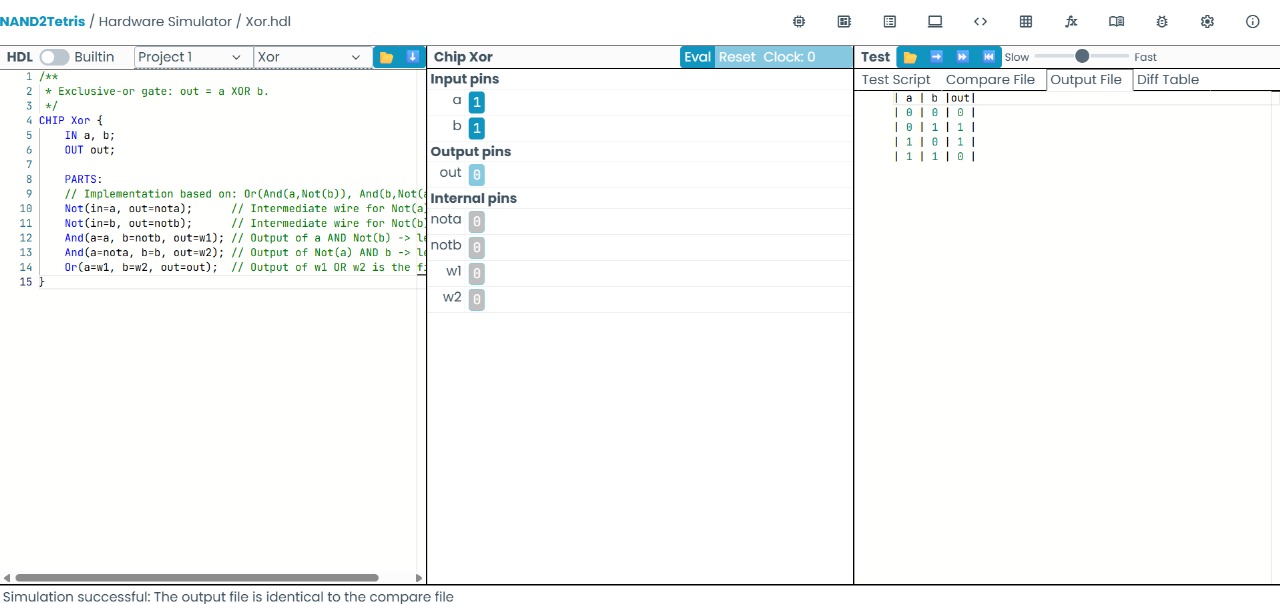 NAND2Tetris / Hardware Simulator / Xor.hdl
HDL Builtin Project 1 Xor
1 /**
2 * Exclusive-or gate: out = a XOR b.
3 */
4 CHIP Xor {
5 IN a, b;
6 OUT out;
7
8 PARTS:
9 // Implementation based on: Or(And(a,Not(b)), And(b,Not(a
10 Not(in=a, out=nota); // Intermediate wire for Not(a)
11 Not(in=b, out=notb); // Intermediate wire for Not(b)
12 And(a=a, b=notb, out=w1); // Output of a AND Not(b) -> le
13 And(a=nota, b=b, out=w2); // Output of Not(a) AND b -> le
14 Or(a=w1, b=w2, out=out); // Output of w1 OR w2 is the fi
15 }
Chip Xor Eval Reset Clock: 0
Input pins
a 1
b 1
Output pins
out 0
Internal pins
nota 0
notb 0
w1 0
w2 0
Test Slow Fast
Test Script Compare File Output File Diff Table
| a | b |out|
| 0 | 0 | 0 |
| 0 | 1 | 1 |
| 1 | 0 | 1 |
| 1 | 1 | 0 |
Simulation successful: The output file is identical to the compare file